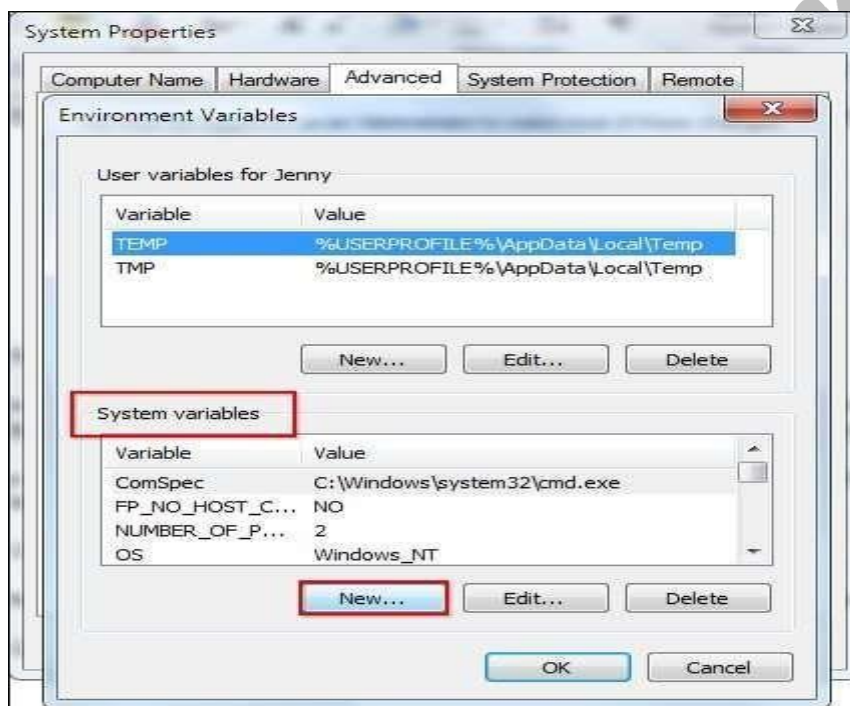 System Properties
Computer Name Hardware Advanced System Protection Remote
Environment Variables
User variables for Jenny
Variable Value
TEMP %USERPROFILE%\AppData\Local\Temp
TMP %USERPROFILE%\AppData\Local\Temp
New... Edit... Delete
System variables
Variable Value
ComSpec C:\Windows\system32\cmd.exe
FP_NO_HOST_C... NO
NUMBER_OF_P... 2
OS Windows_NT
New... Edit... Delete
OK Cancel